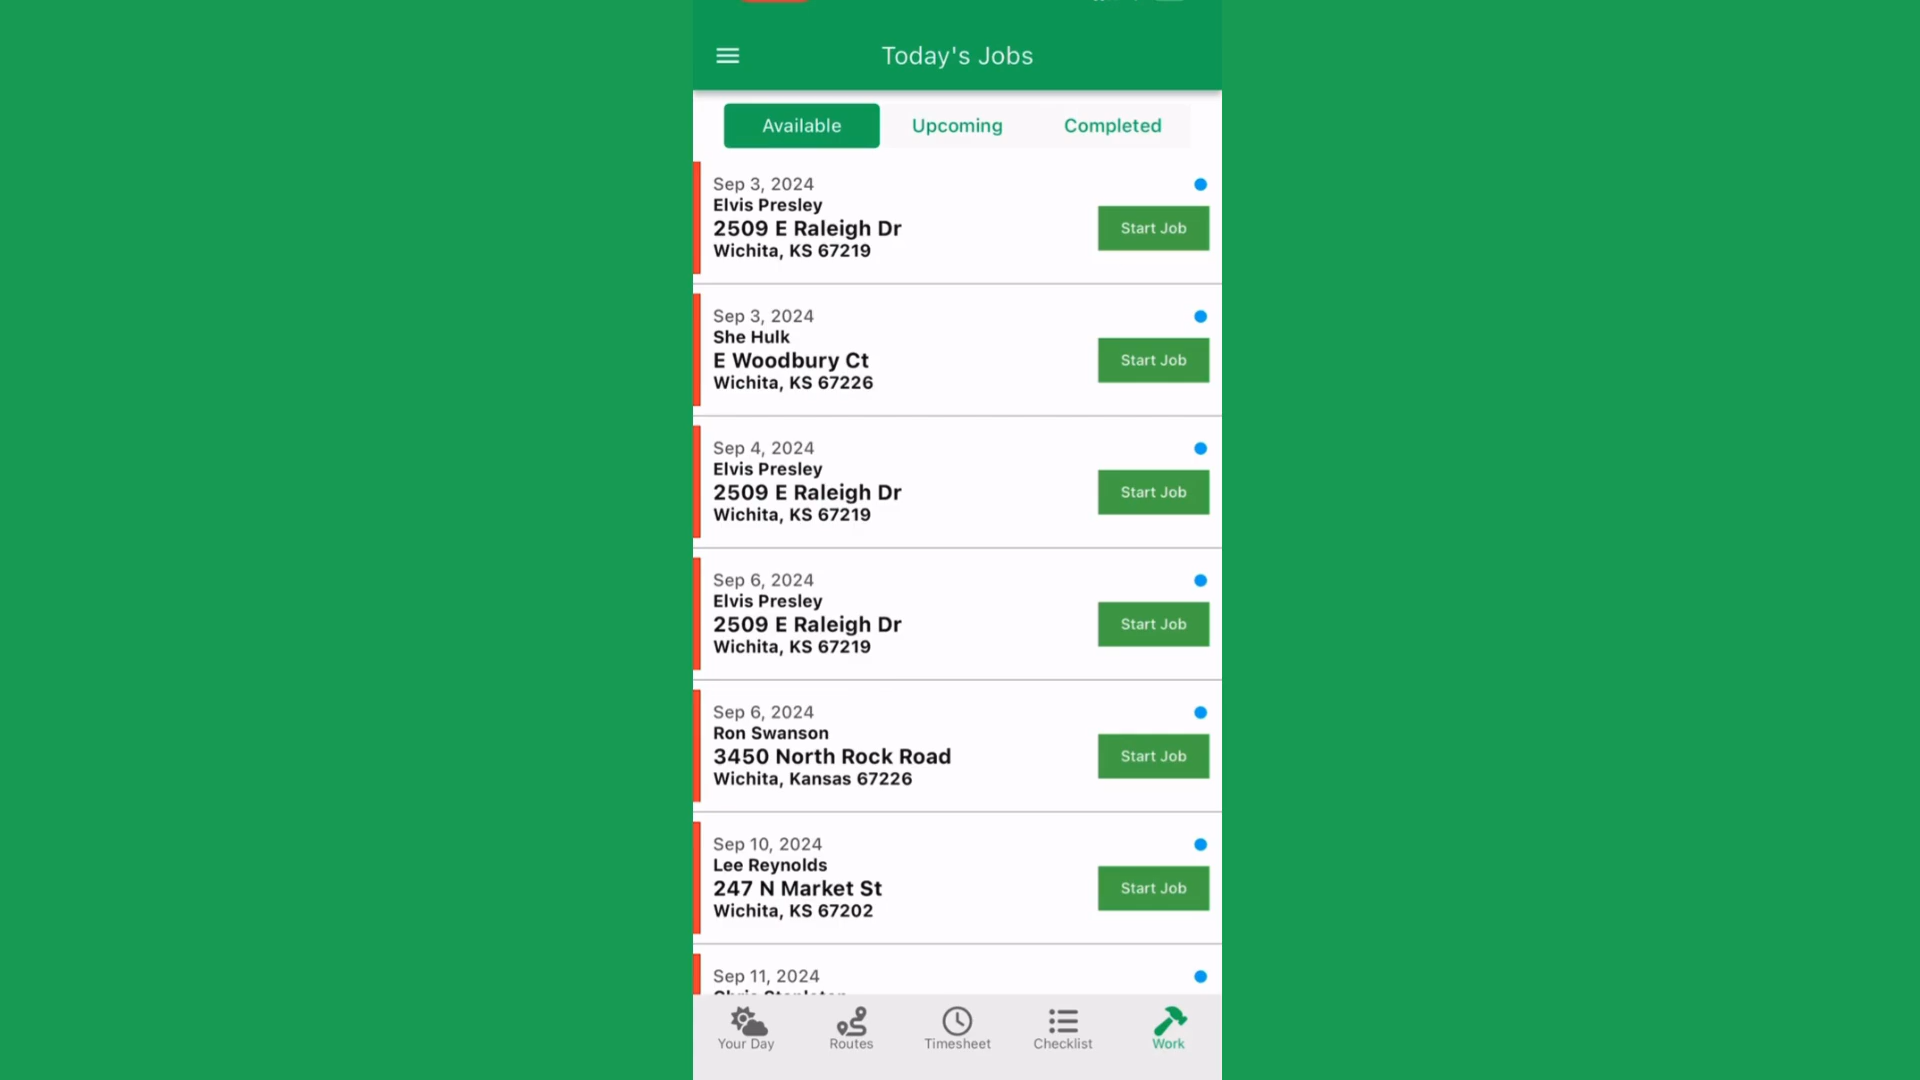 Today's Jobs
Available
Upcoming
Completed
Sep 3, 2024
Elvis Presley
2509 E Raleigh Dr
Wichita, KS 67219
Start Job
Sep 3, 2024
She Hulk
E Woodbury Ct
Wichita, KS 67226
Start Job
Sep 4, 2024
Elvis Presley
2509 E Raleigh Dr
Wichita, KS 67219
Start Job
Sep 6, 2024
Elvis Presley
2509 E Raleigh Dr
Wichita, KS 67219
Start Job
Sep 6, 2024
Ron Swanson
3450 North Rock Road
Wichita, Kansas 67226
Start Job
Sep 10, 2024
Lee Reynolds
247 N Market St
Wichita, KS 67202
Start Job
Sep 11, 2024
Your Day
Routes
Timesheet
Checklist
Work